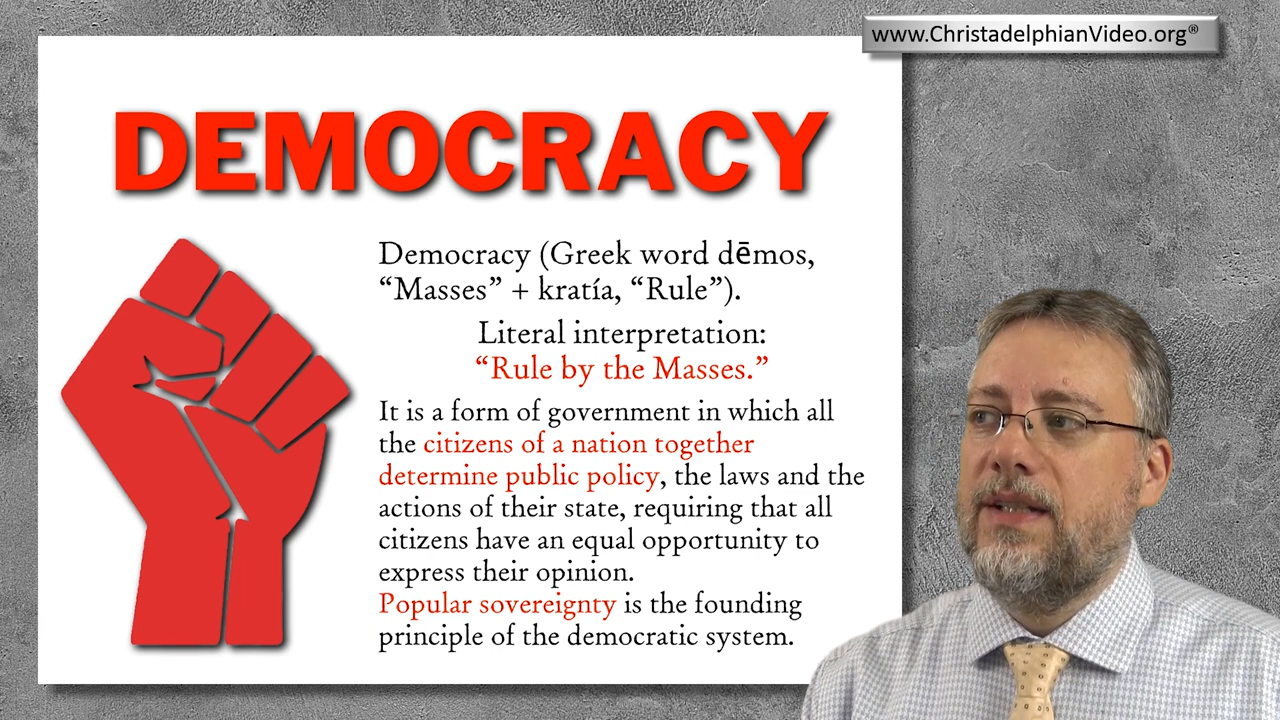 www.ChristadelphianVideo.org®
DEMOCRACY
Democracy (Greek word dēmos,
“Masses” + kratía, “Rule”).
Literal interpretation:
“Rule by the Masses.”
It is a form of government in which all
the citizens of a nation together
determine public policy, the laws and the
actions of their state, requiring that all
citizens have an equal opportunity to
express their opinion.
Popular sovereignty is the founding
principle of the democratic system.